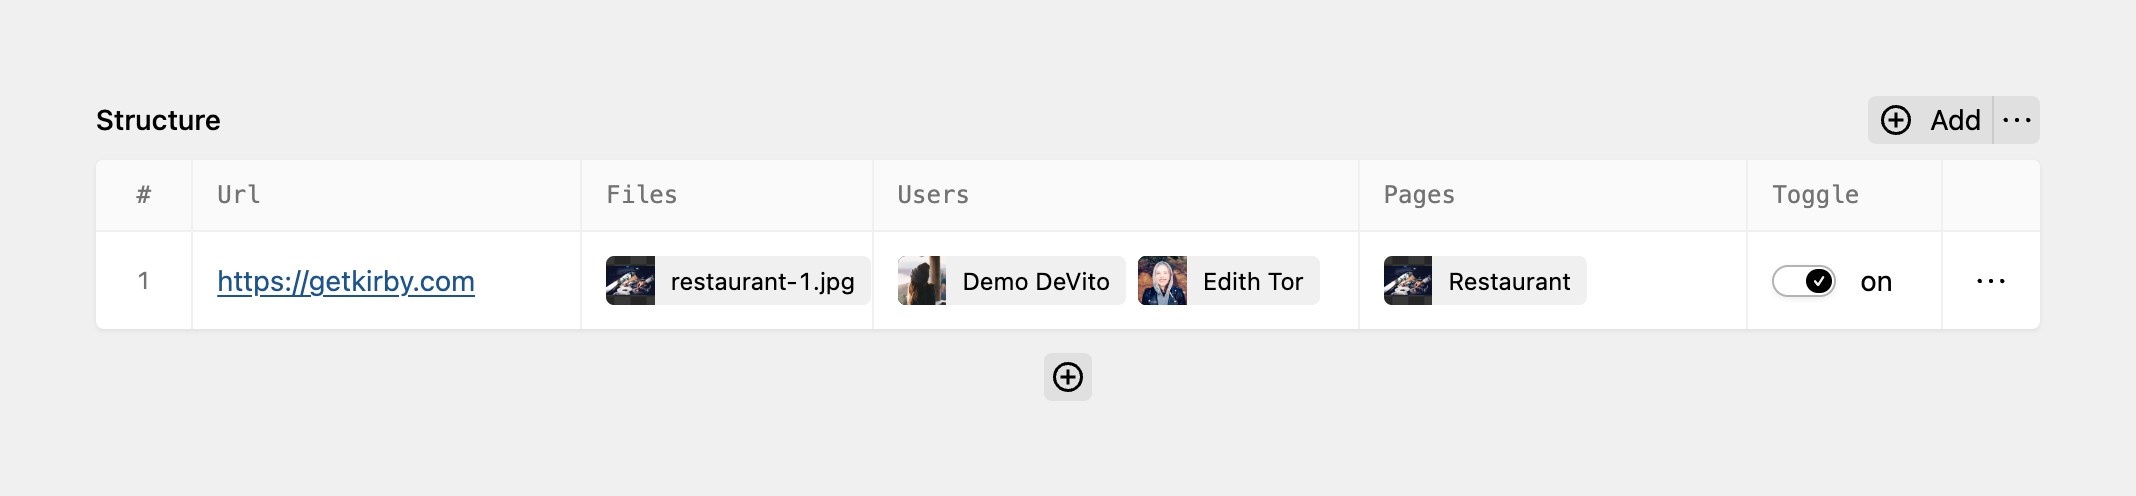 Structure
Add ...
# Url Files Users Pages Toggle
1 https://getkirby.com restaurant-1.jpg Demo DeVito Edith Tor Restaurant on ...